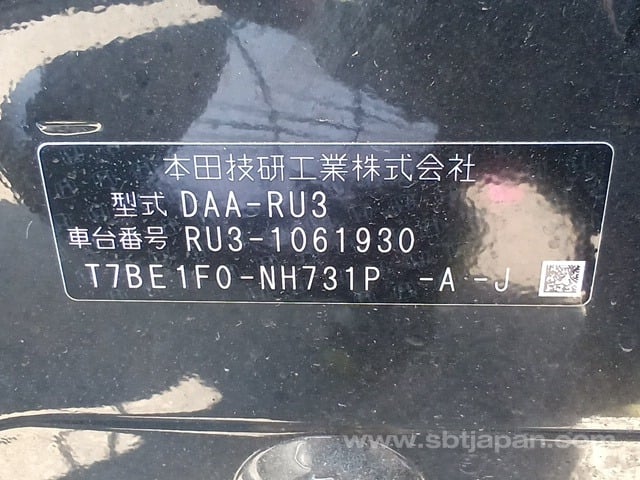 本田技研工業株式会社
型式 DAA-RU3
車台番号 RU3-1061930
T7BE1F0-NH731P -A-J
www.sbtjapan.com